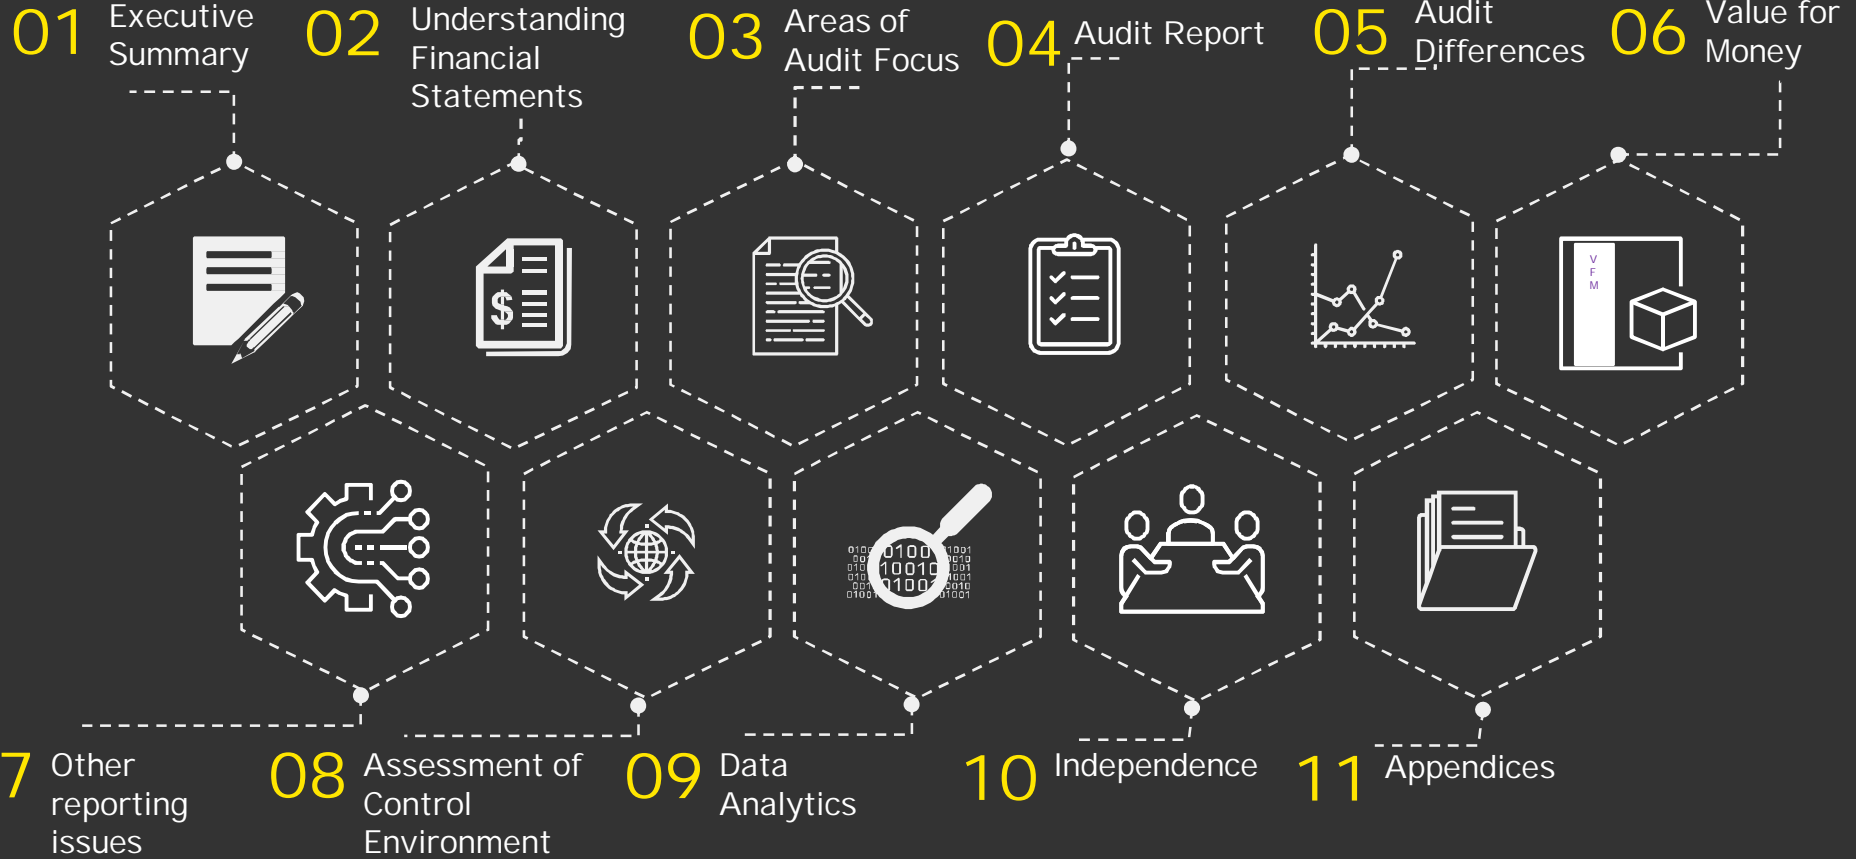 01 Executive
Summary
02 Understanding
Financial
Statements
03 Areas of
Audit Focus
04 Audit Report
05 Audit
Differences
06 Value for
Money
$
V
F
M
7 Other
reporting
issues
08 Assessment of
Control
Environment
09 Data
Analytics
10 Independence
11 Appendices